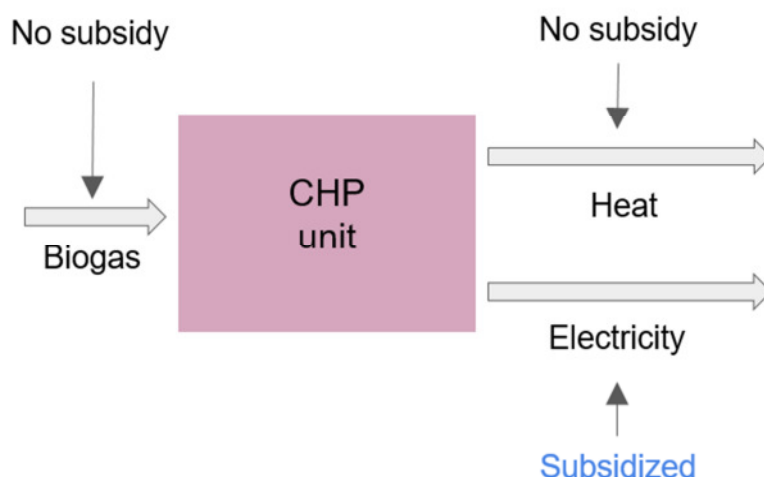 No subsidy
No subsidy
CHP
unit
Biogas
Heat
Electricity
Subsidized